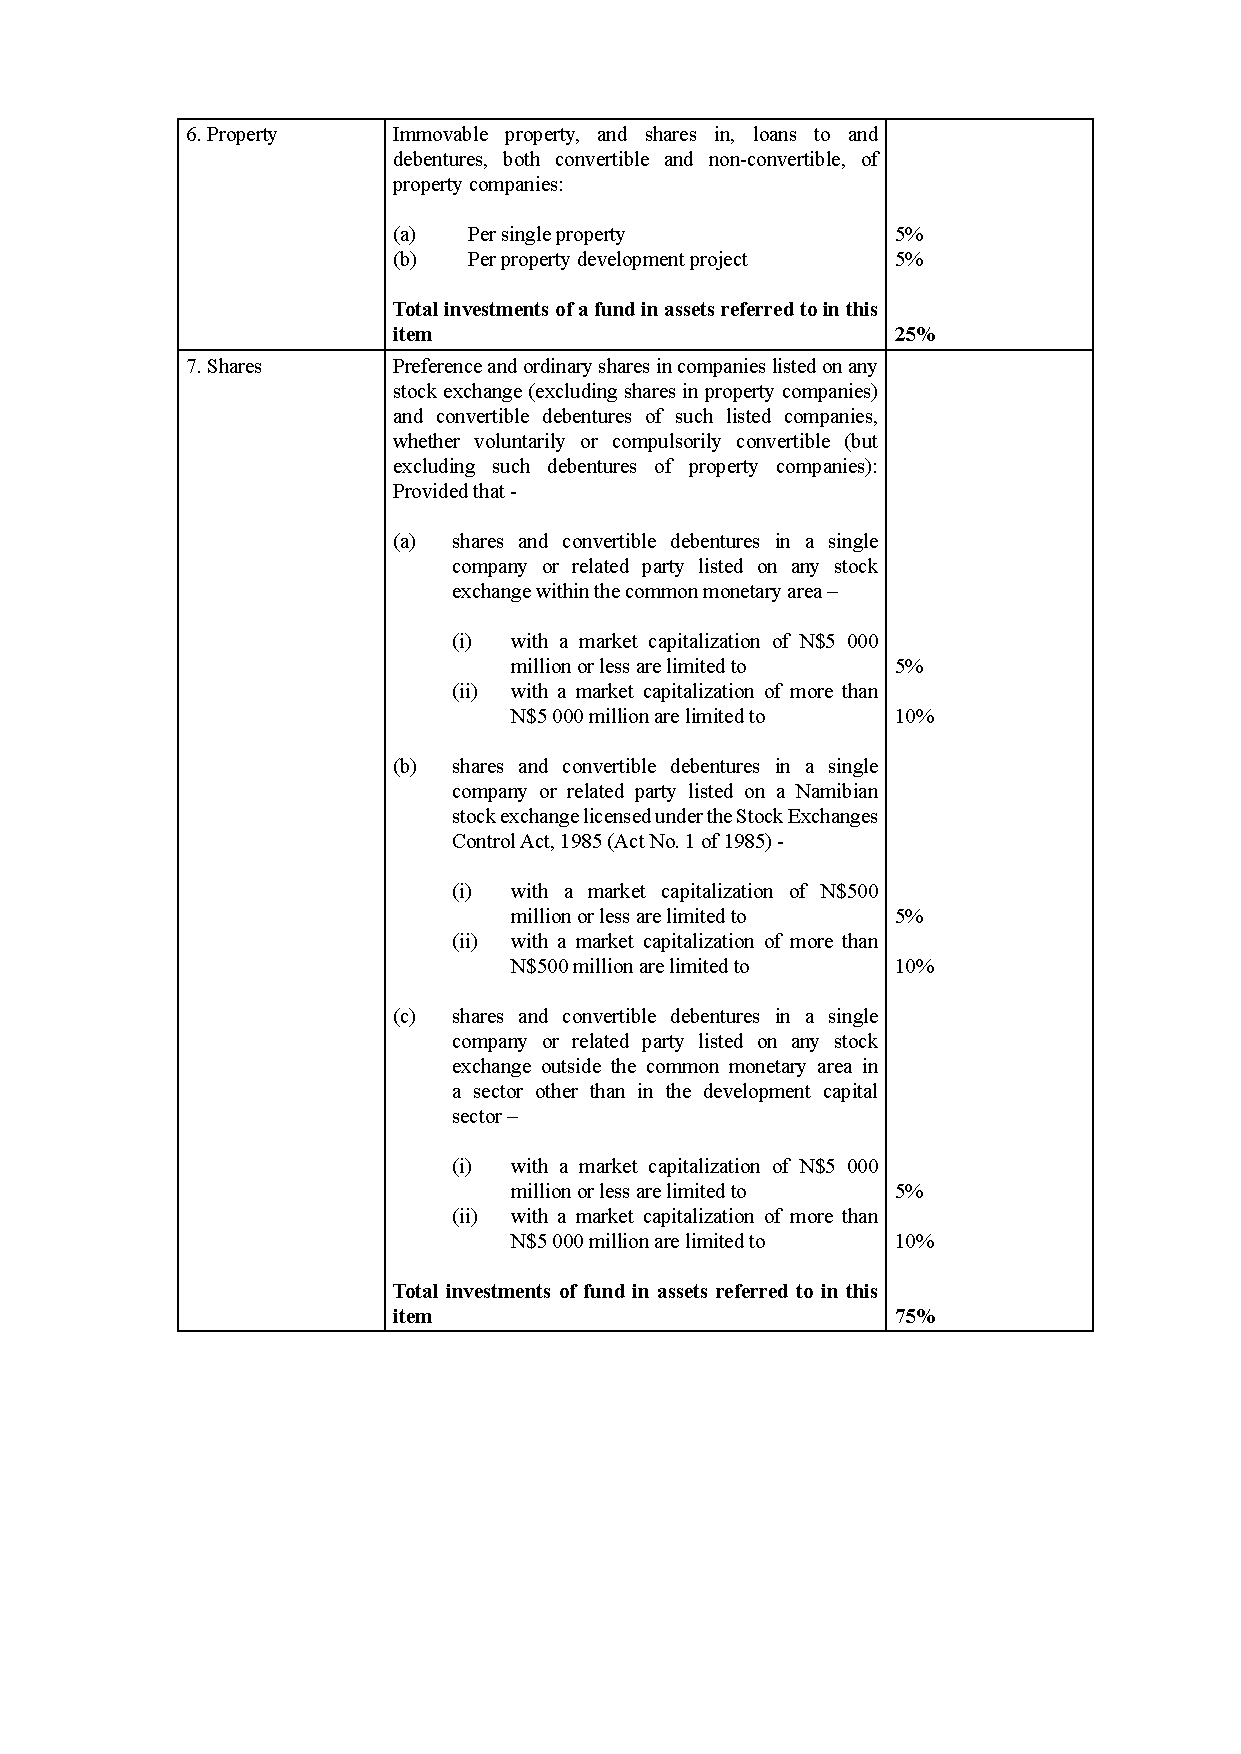 6. Property
Immovable property, and shares in, loans to and
debentures, both convertible and non-convertible, of
property companies:
(a) Per single property 5%
(b) Per property development project 5%
Total investments of a fund in assets referred to in this
item 25%
7. Shares
Preference and ordinary shares in companies listed on any
stock exchange (excluding shares in property companies)
and convertible debentures of such listed companies,
whether voluntarily or compulsorily convertible (but
excluding such debentures of property companies):
Provided that -
(a) shares and convertible debentures in a single
company or related party listed on any stock
exchange within the common monetary area –
(i) with a market capitalization of N$5 000
million or less are limited to 5%
(ii) with a market capitalization of more than
N$5 000 million are limited to 10%
(b) shares and convertible debentures in a single
company or related party listed on a Namibian
stock exchange licensed under the Stock Exchanges
Control Act, 1985 (Act No. 1 of 1985) -
(i) with a market capitalization of N$500
million or less are limited to 5%
(ii) with a market capitalization of more than
N$500 million are limited to 10%
(c) shares and convertible debentures in a single
company or related party listed on any stock
exchange outside the common monetary area in
a sector other than in the development capital
sector –
(i) with a market capitalization of N$5 000
million or less are limited to 5%
(ii) with a market capitalization of more than
N$5 000 million are limited to 10%
Total investments of fund in assets referred to in this
item 75%